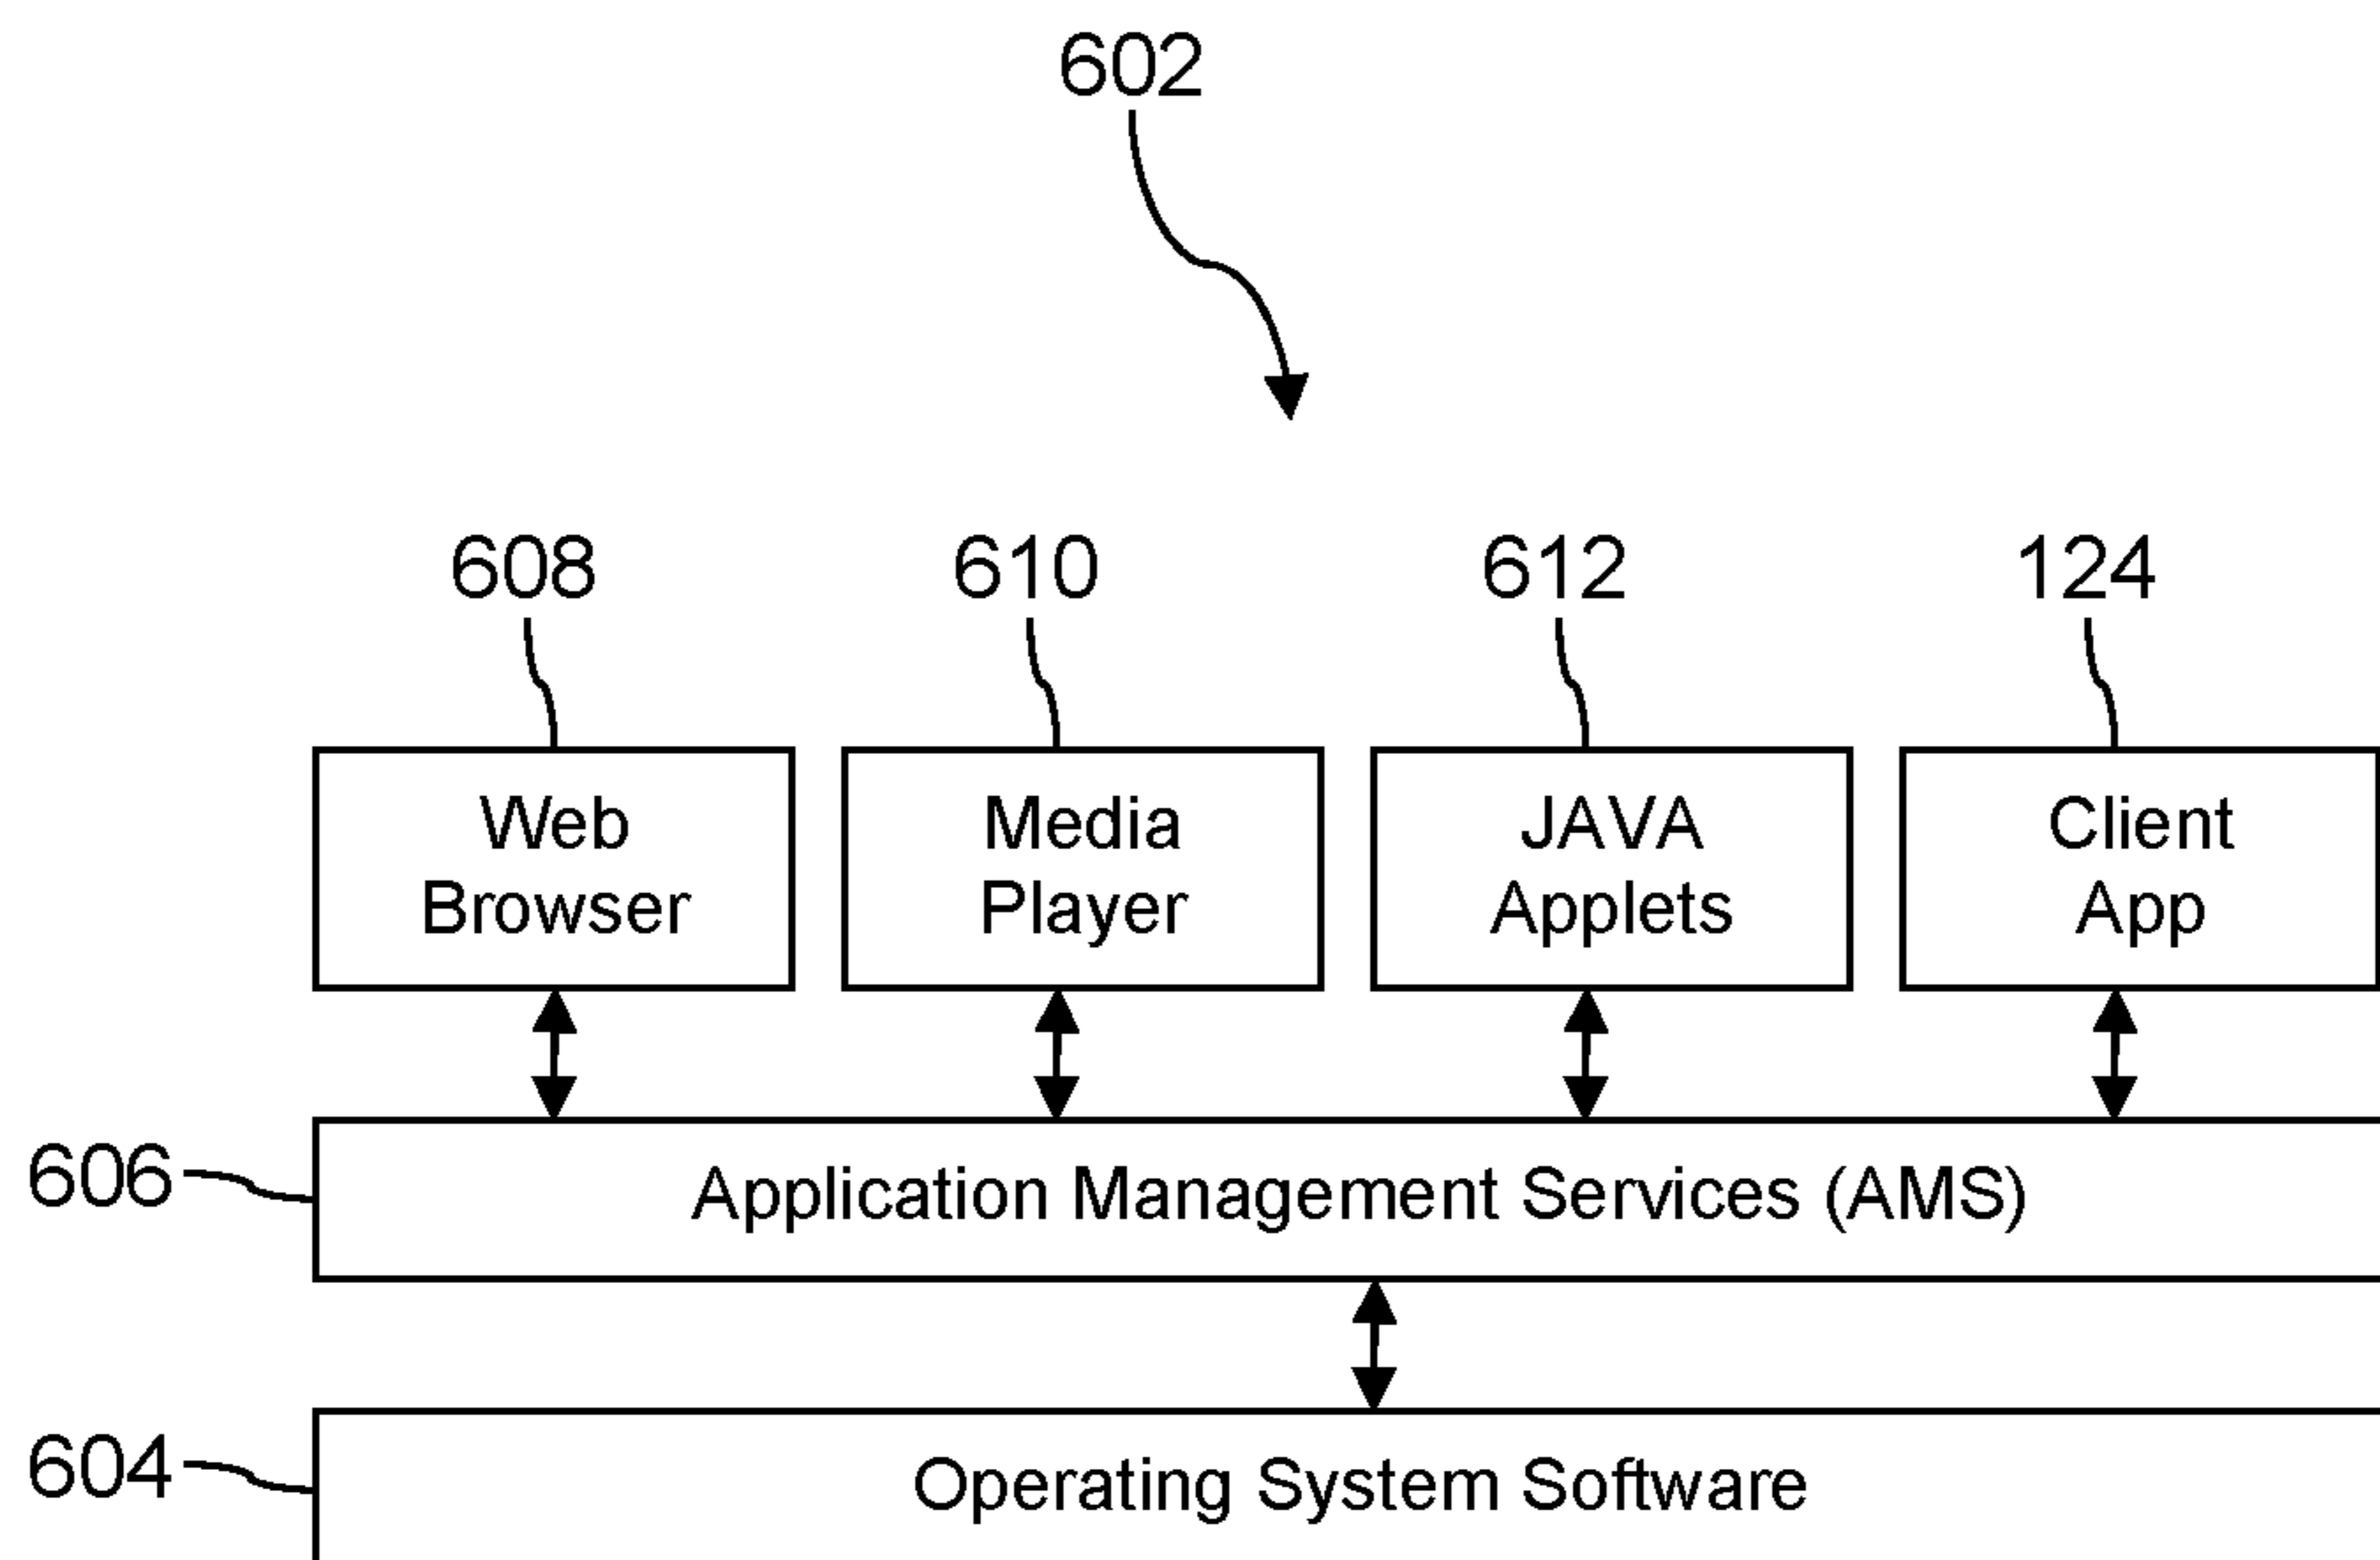 602
608
610
612
124
Web
Browser
Media
Player
JAVA
Applets
Client
App
606
Application Management Services (AMS)
604
Operating System Software